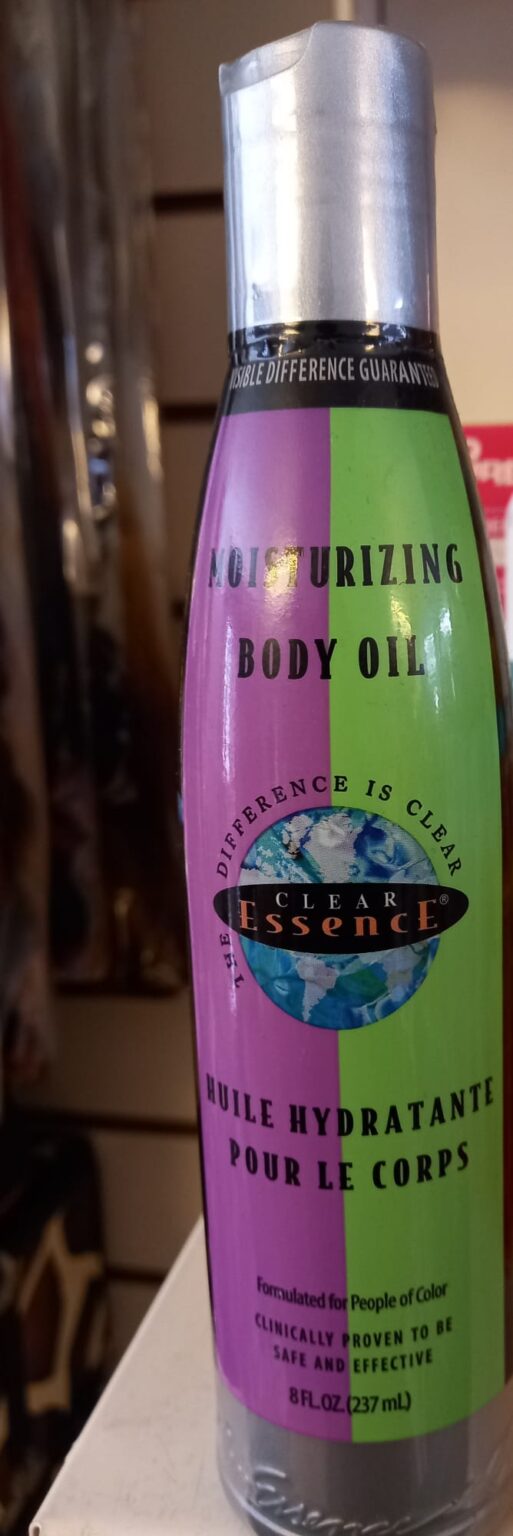 VISIBLE DIFFERENCE GUARANTEED
MOISTURIZING
BODY OIL
THE DIFFERENCE IS CLEAR
CLEAR
EssencE®
HUILE HYDRATANTE
POUR LE CORPS
Formulated for People of Color
CLINICALLY PROVEN TO BE
SAFE AND EFFECTIVE
8 FL. OZ. (237 mL)